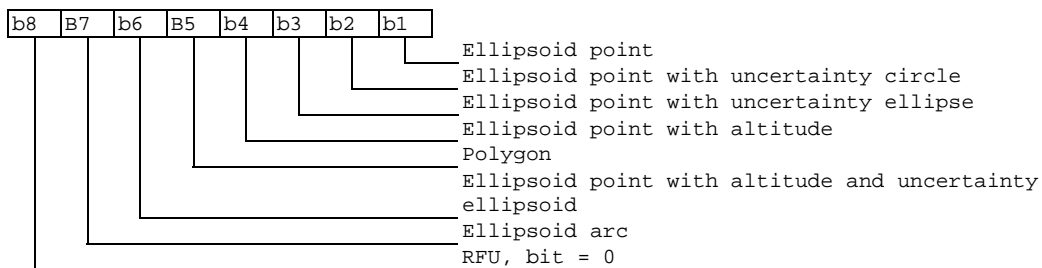 b8 B7 b6 B5 b4 b3 b2 b1
Ellipsoid point
Ellipsoid point with uncertainty circle
Ellipsoid point with uncertainty ellipse
Ellipsoid point with altitude
Polygon
Ellipsoid point with altitude and uncertainty
ellipsoid
Ellipsoid arc
RFU, bit = 0